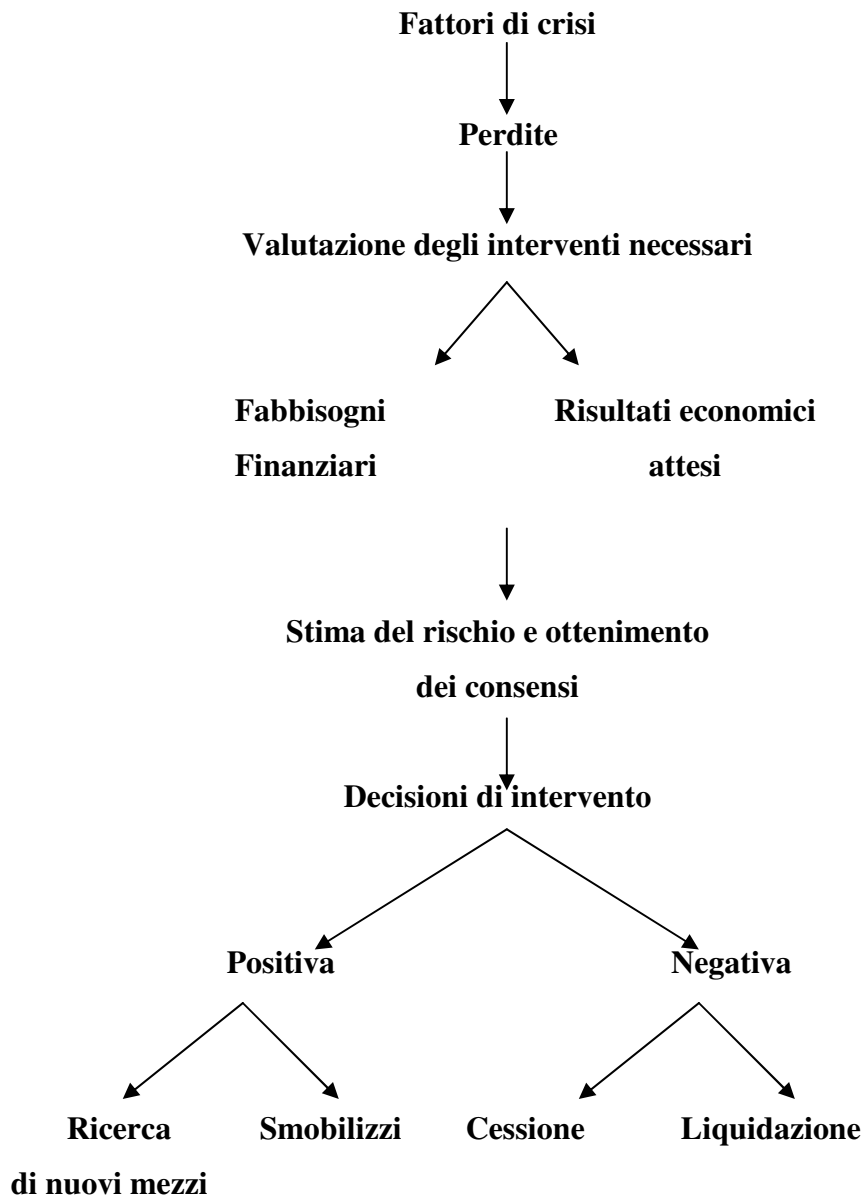 Fattori di crisi
Perdite
Valutazione degli interventi necessari
Fabbisogni
Finanziari
Risultati economici
attesi
Stima del rischio e ottenimento
dei consensi
Decisioni di intervento
Positiva
Negativa
Ricerca
di nuovi mezzi
Smobilizzi
Cessione
Liquidazione